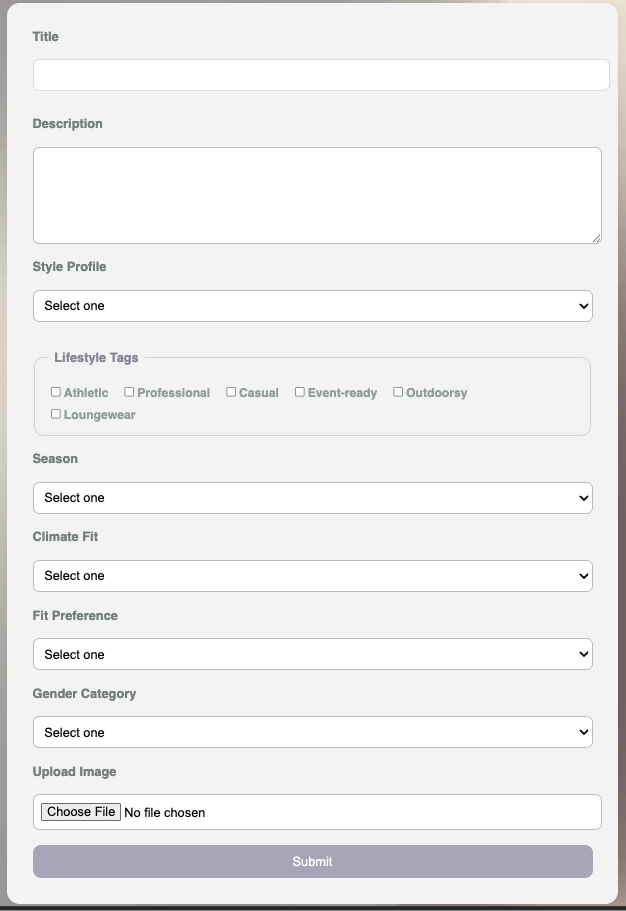 Title
Description
Style Profile
Select one
Lifestyle Tags
Athletic Professional Casual Event-ready Outdoorsy
Loungewear
Season
Select one
Climate Fit
Select one
Fit Preference
Select one
Gender Category
Select one
Upload Image
Choose File No file chosen
Submit